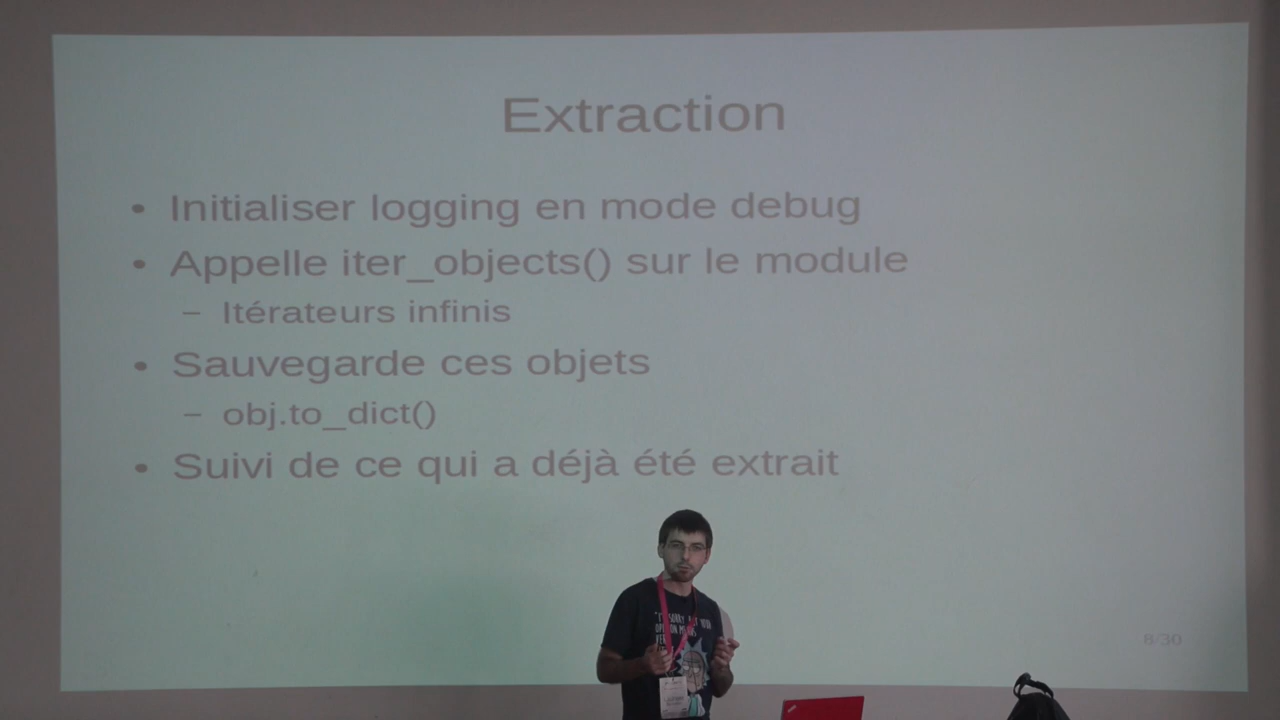 Extraction
• Initialiser logging en mode debug
• Appelle iter_objects() sur le module
– Itérateurs infinis
• Sauvegarde ces objets
– obj.to_dict()
• Suivi de ce qui a déjà été extrait
8/30